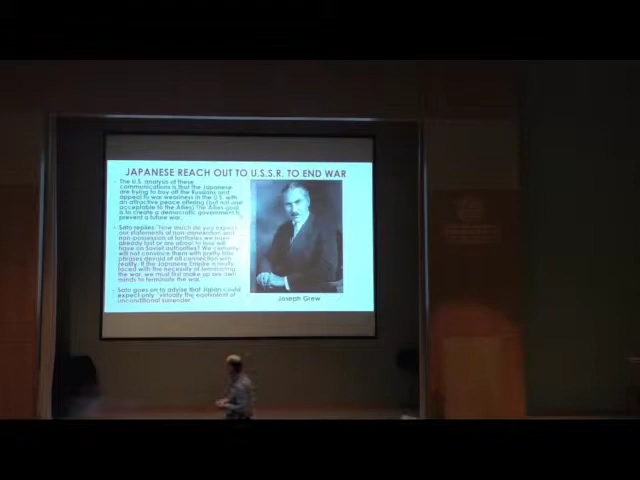 JAPANESE REACH OUT TO U.S.S.R. TO END WAR
The U.S. analysis of these
communications is that the Japanese
are trying to buy off the Russians and
appeal to war weariness in the U.S. with
an attractive peace offering (but not one
acceptable to the Allies) The Allies goal
is to create a democratic government to
prevent a future war.
Sato replies "How much do you expect
our statements of non-annexation and
non-possession of territories we have
already lost or are about to lose will
have on Soviet authorities? We certainly
will not convince them with pretty little
phrases devoid of all connection with
reality. If the Japanese Empire is really
faced with the necessity of terminating
the war, we must first make up our own
minds to terminate the war.
Sato goes on to advise that Japan could
expect only "virtually the equivalent of
unconditional surrender."
Joseph Grew